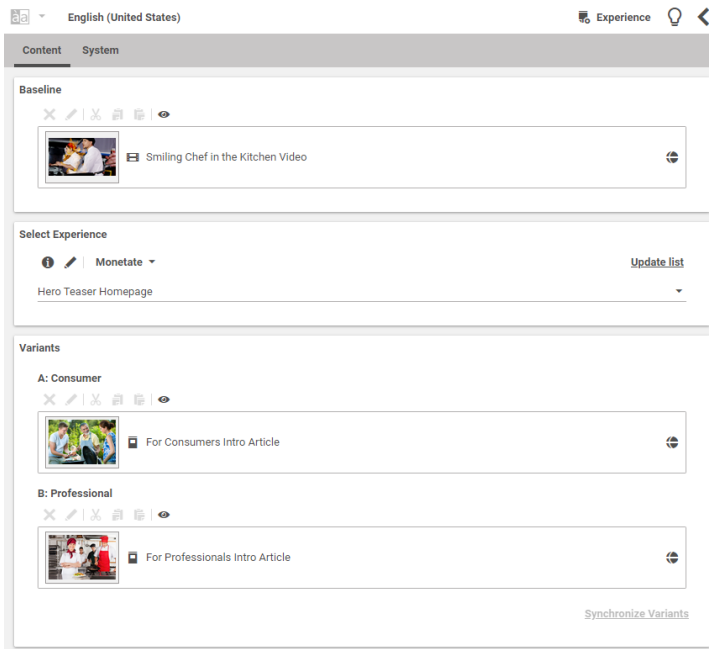 English (United States)
Experience
Content
System
Baseline
Smiling Chef in the Kitchen Video
Select Experience
Monetate
Update list
Hero Teaser Homepage
Variants
A: Consumer
For Consumers Intro Article
B: Professional
For Professionals Intro Article
Synchronize Variants